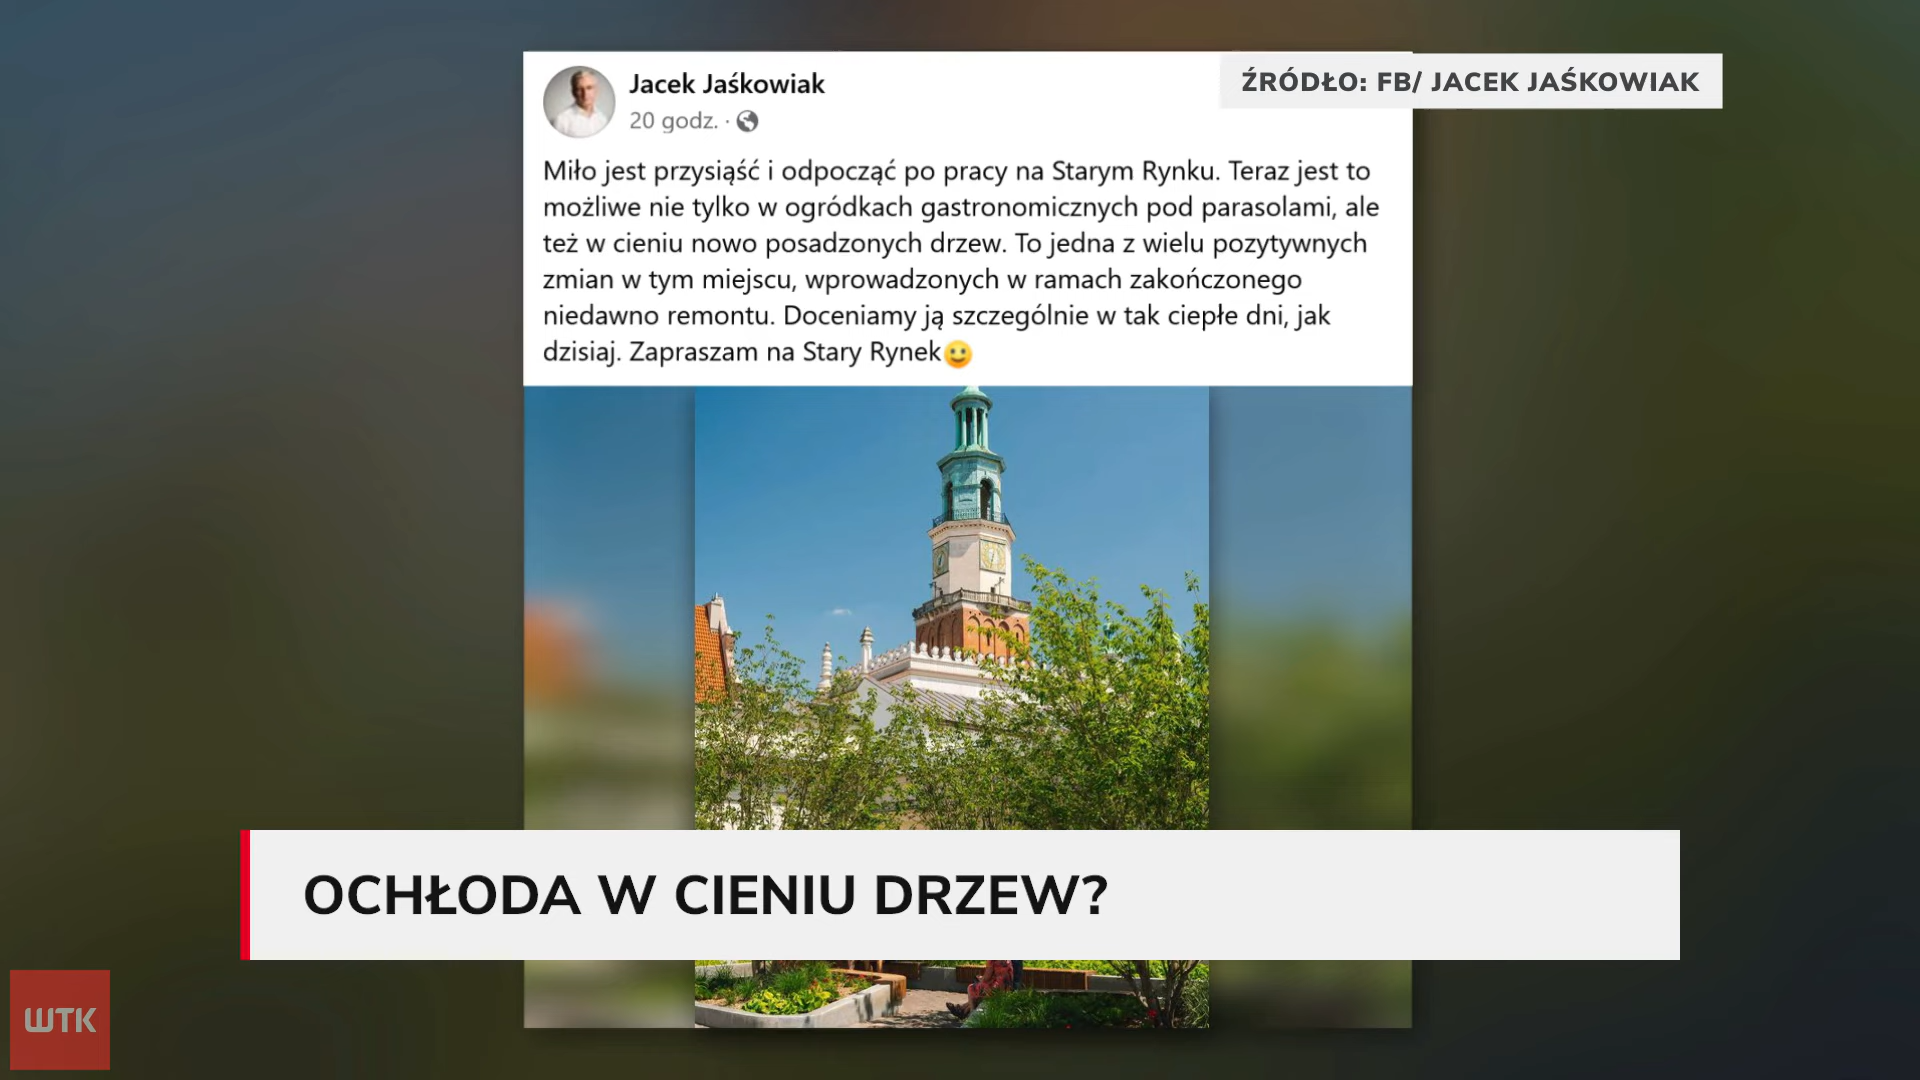 Jacek Jaśkowiak
20 godz. ·
ŹRÓDŁO: FB/ JACEK JAŚKOWIAK
Miło jest przysiąść i odpocząć po pracy na Starym Rynku. Teraz jest to
możliwe nie tylko w ogródkach gastronomicznych pod parasolami, ale
też w cieniu nowo posadzonych drzew. To jedna z wielu pozytywnych
zmian w tym miejscu, wprowadzonych w ramach zakończonego
niedawno remontu. Doceniamy ją szczególnie w tak ciepłe dni, jak
dzisiaj. Zapraszam na Stary Rynek🙂
OCHŁODA W CIENIU DRZEW?
WTK